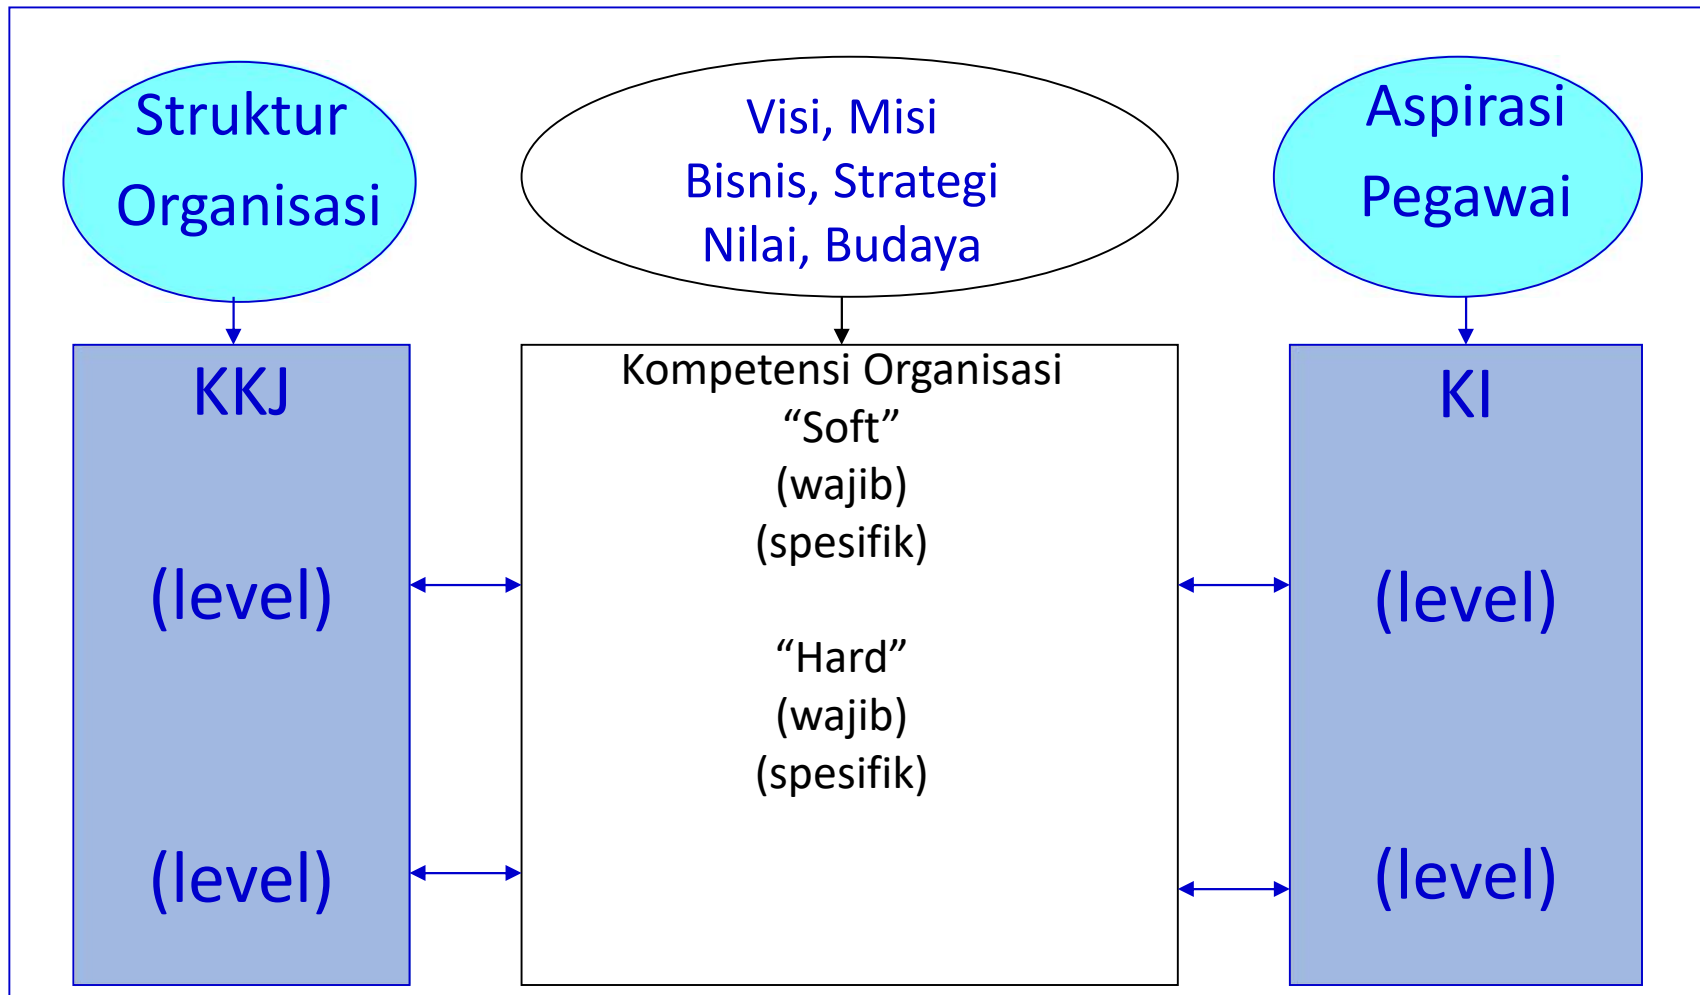 Struktur
Organisasi
Visi, Misi
Bisnis, Strategi
Nilai, Budaya
Aspirasi
Pegawai
KKJ
(level)
(level)
Kompetensi Organisasi
“Soft”
(wajib)
(spesifik)
“Hard”
(wajib)
(spesifik)
KI
(level)
(level)